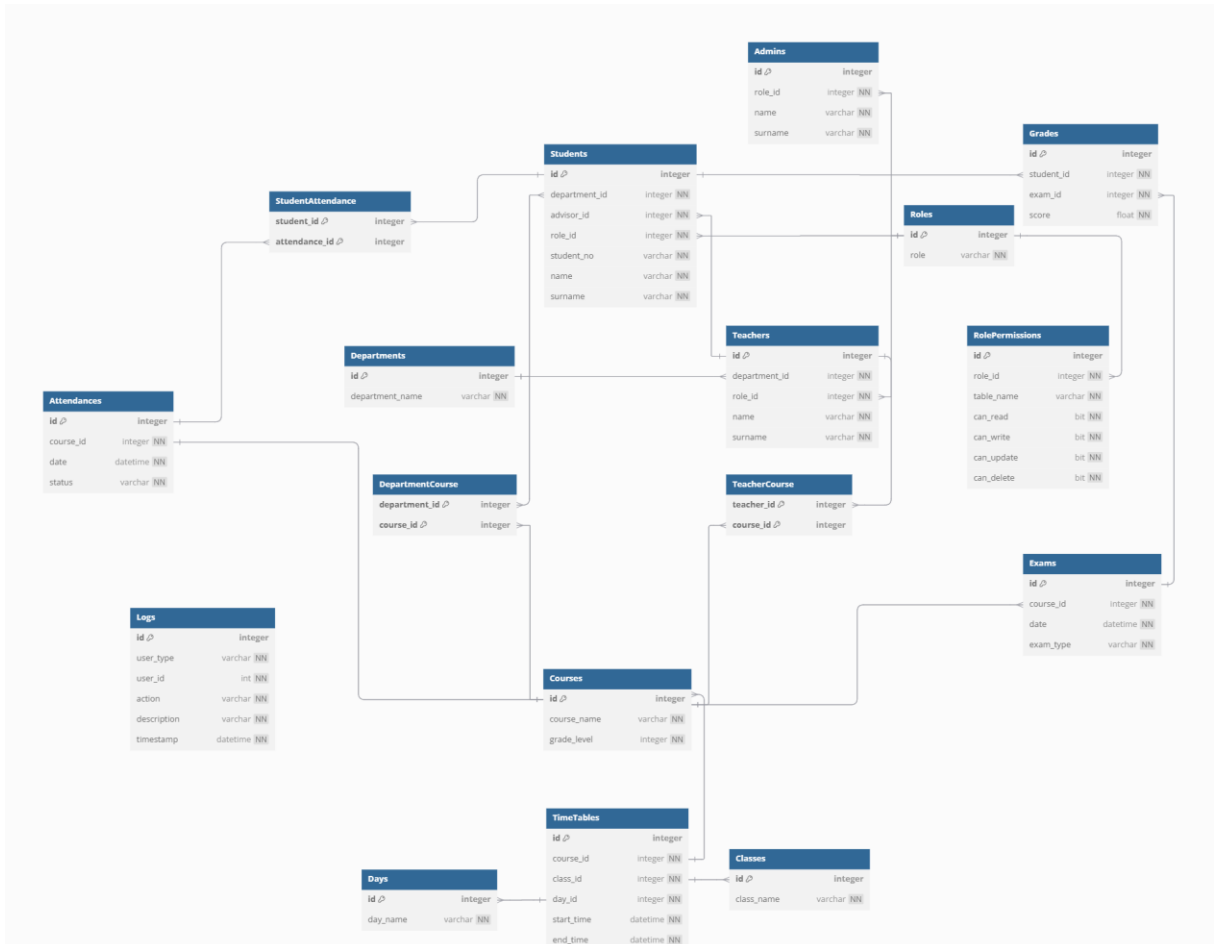 Admins
id integer
role_id integer NN
name varchar NN
surname varchar NN
Grades
id integer
student_id integer NN
exam_id integer NN
score float NN
Students
id integer
department_id integer NN
advisor_id integer NN
role_id integer NN
student_no varchar NN
name varchar NN
surname varchar NN
StudentAttendance
student_id integer
attendance_id integer
Roles
id integer
role varchar NN
Teachers
id integer
department_id integer NN
role_id integer NN
name varchar NN
surname varchar NN
RolePermissions
id integer
role_id integer NN
table_name varchar NN
can_read bit NN
can_write bit NN
can_update bit NN
can_delete bit NN
Departments
id integer
department_name varchar NN
Attendances
id integer
course_id integer NN
date datetime NN
status varchar NN
DepartmentCourse
department_id integer
course_id integer
TeacherCourse
teacher_id integer
course_id integer
Exams
id integer
course_id integer NN
date datetime NN
exam_type varchar NN
Logs
id integer
user_type varchar NN
user_id int NN
action varchar NN
description varchar NN
timestamp datetime NN
Courses
id integer
course_name varchar NN
grade_level integer NN
TimeTables
id integer
course_id integer NN
class_id integer NN
day_id integer NN
start_time datetime NN
end_time datetime NN
Classes
id integer
class_name varchar NN
Days
id integer
day_name varchar NN